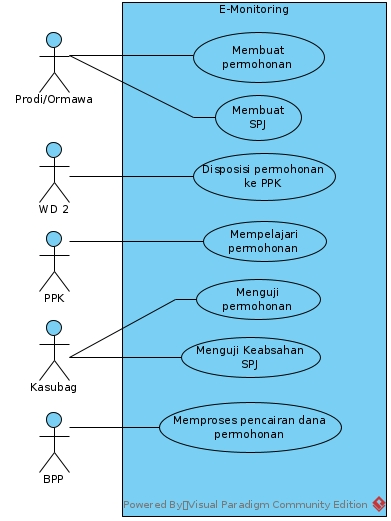 E-Monitoring
Membuat
permohonan
Prodi/Ormawa
Membuat
SPJ
Disposisi permohonan
ke PPK
WD 2
Mempelajari
permohonan
PPK
Menguji
permohonan
Menguji Keabsahan
SPJ
Kasubag
Memproses pencairan dana
permohonan
BPP
Powered By▯Visual Paradigm Community Edition